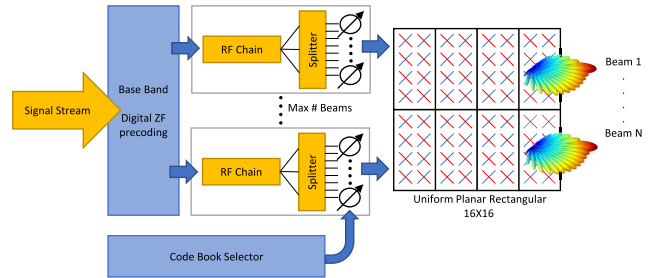 Signal Stream
Base Band
Digital ZF
precoding
RF Chain
Splitter
Max # Beams
RF Chain
Splitter
Code Book Selector
Beam 1
Beam N
Uniform Planar Rectangular
16X16